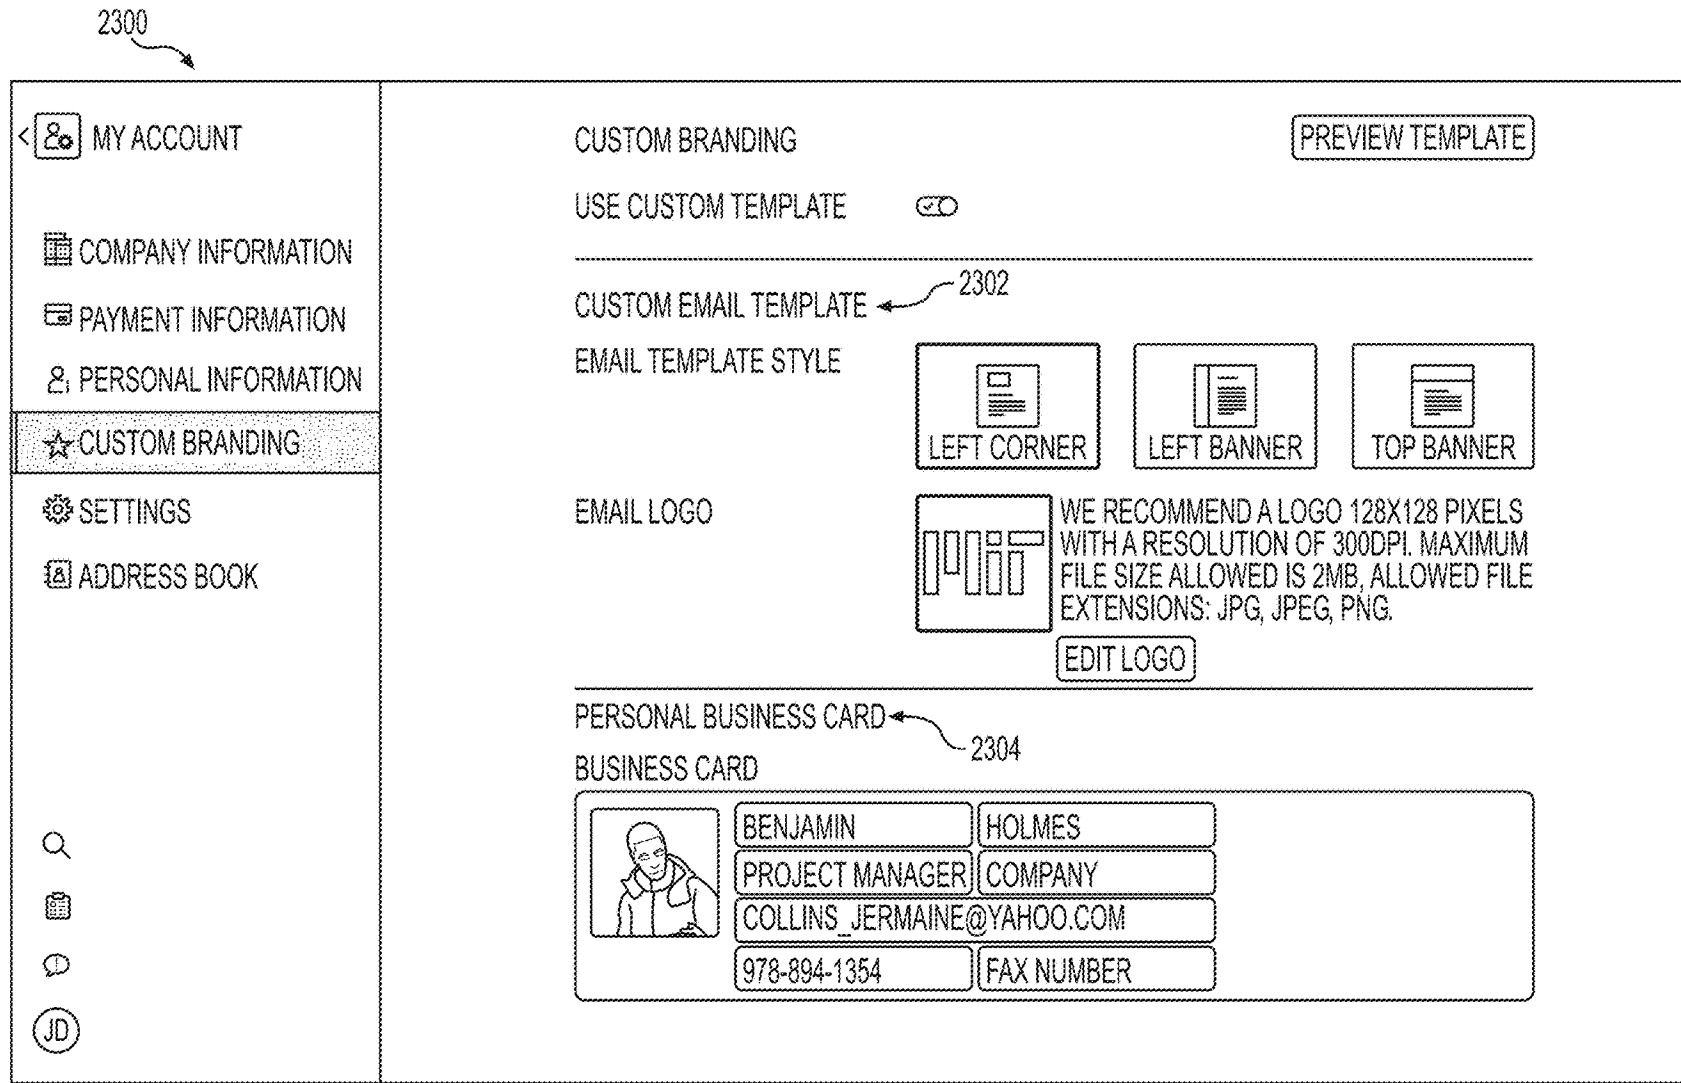 2300
MY ACCOUNT
COMPANY INFORMATION
PAYMENT INFORMATION
PERSONAL INFORMATION
CUSTOM BRANDING
SETTINGS
ADDRESS BOOK
JD
CUSTOM BRANDING
PREVIEW TEMPLATE
USE CUSTOM TEMPLATE
CUSTOM EMAIL TEMPLATE
2302
EMAIL TEMPLATE STYLE
LEFT CORNER
LEFT BANNER
TOP BANNER
EMAIL LOGO
WE RECOMMEND A LOGO 128X128 PIXELS
WITH A RESOLUTION OF 300DPI. MAXIMUM
FILE SIZE ALLOWED IS 2MB, ALLOWED FILE
EXTENSIONS: JPG, JPEG, PNG.
EDIT LOGO
PERSONAL BUSINESS CARD
2304
BUSINESS CARD
BENJAMIN
HOLMES
PROJECT MANAGER
COMPANY
COLLINS_JERMAINE@YAHOO.COM
978-894-1354
FAX NUMBER